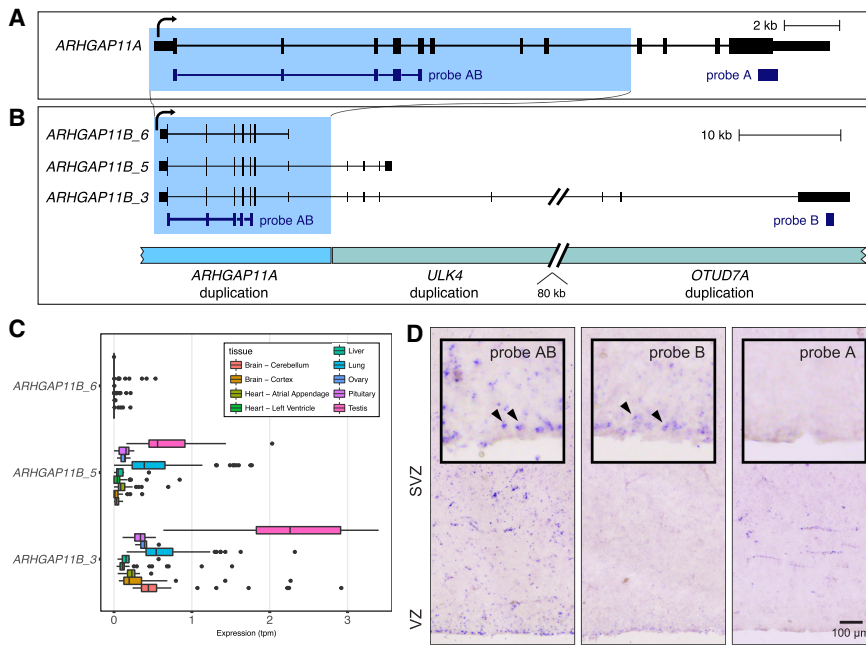 A
2 kb
ARHGAP11A
probe AB
probe A
B
ARHGAP11B_6
10 kb
ARHGAP11B_5
ARHGAP11B_3
probe AB
probe B
ARHGAP11A
duplication
ULK4
duplication
80 kb
OTUD7A
duplication
C
tissue
Brain – Cerebellum
Brain – Cortex
Heart – Atrial Appendage
Heart – Left Ventricle
Liver
Lung
Ovary
Pituitary
Testis
ARHGAP11B_6
ARHGAP11B_5
ARHGAP11B_3
0
1
2
3
Expression (tpm)
D
probe AB
probe B
probe A
SVZ
VZ
100 µm